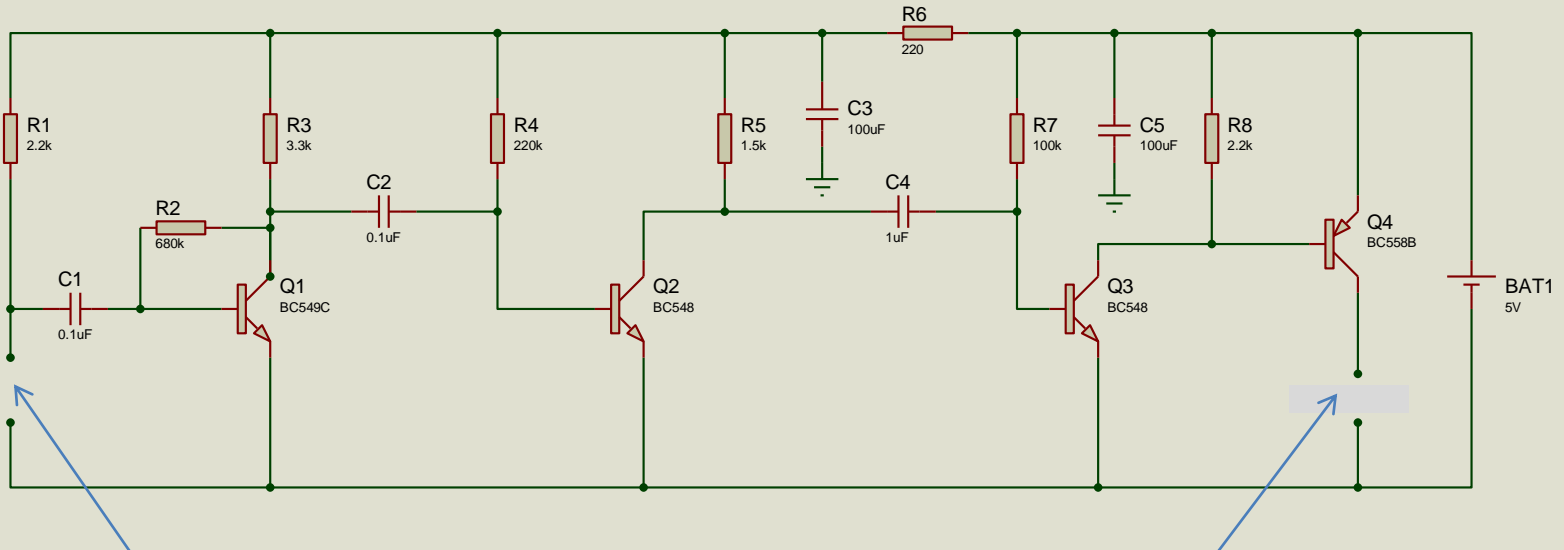 R6
220
R1
2.2k
R3
3.3k
R4
220k
R5
1.5k
C3
100uF
R7
100k
C5
100uF
R8
2.2k
C2
0.1uF
C4
1uF
R2
680k
Q4
BC558B
C1
0.1uF
Q1
BC549C
Q2
BC548
Q3
BC548
BAT1
5V